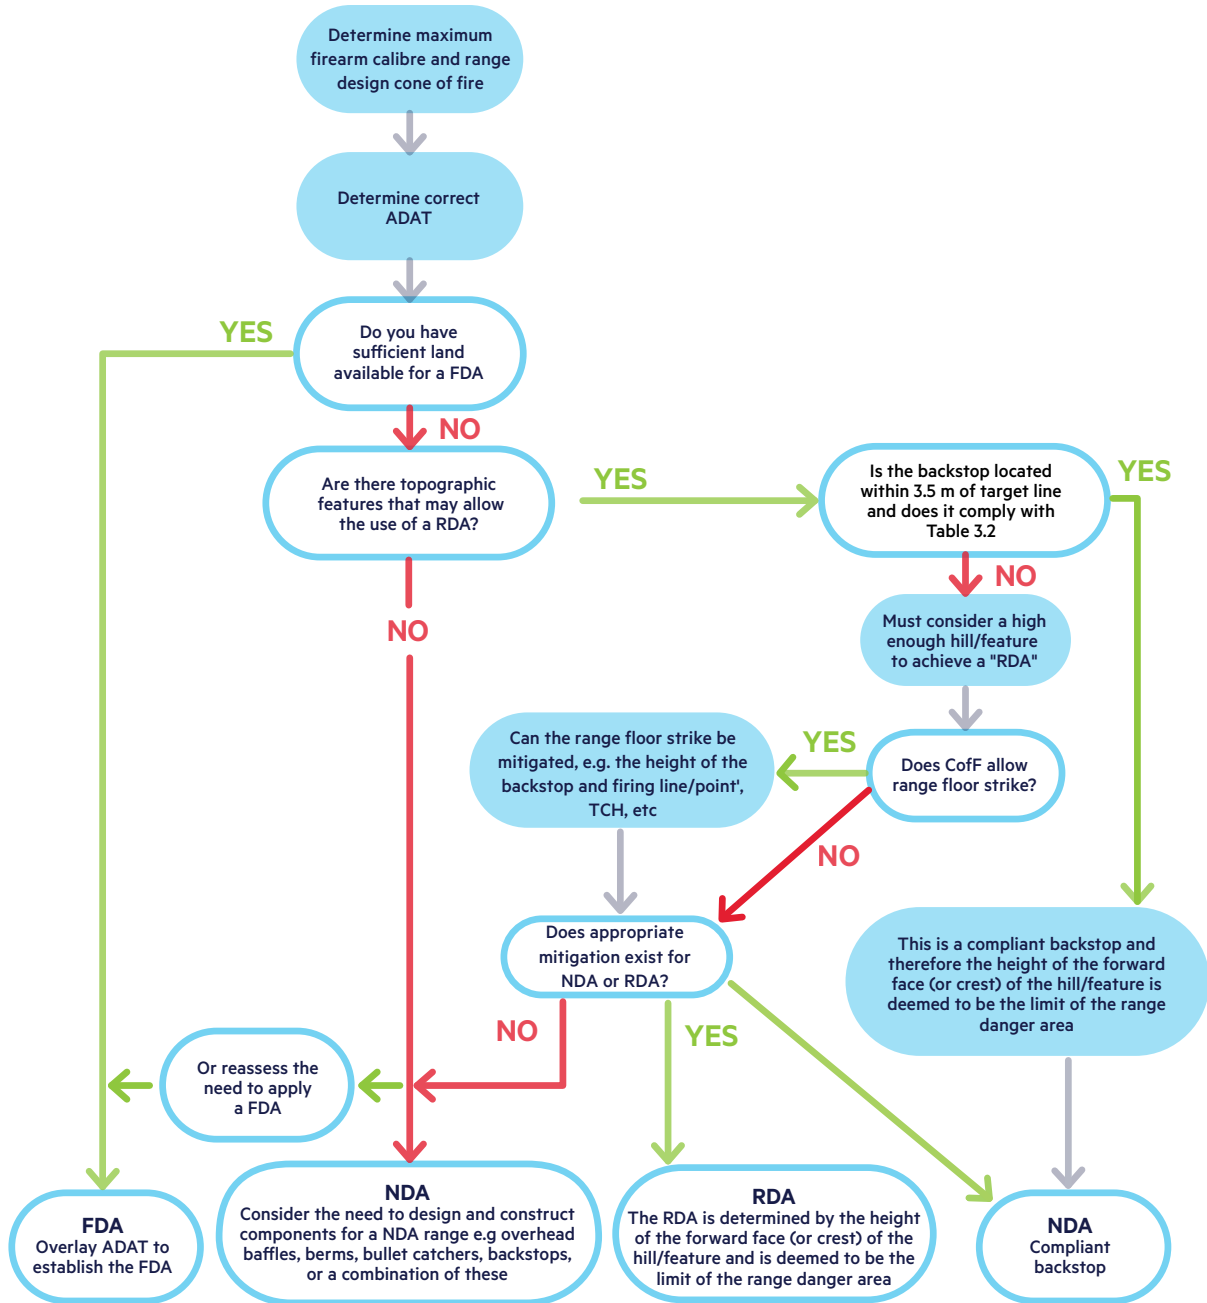 Determine maximum
firearm calibre and range
design cone of fire
Determine correct
ADAT
Do you have
sufficient land
available for a FDA
YES
NO
Are there topographic
features that may allow
the use of a RDA?
YES
NO
Is the backstop located
within 3.5 m of target line
and does it comply with
Table 3.2
YES
NO
Must consider a high
enough hill/feature
to achieve a "RDA"
Does CofF allow
range floor strike?
YES
NO
Can the range floor strike be
mitigated, e.g. the height of the
backstop and firing line/point',
TCH, etc
Does appropriate
mitigation exist for
NDA or RDA?
NO
YES
This is a compliant backstop and
therefore the height of the forward
face (or crest) of the hill/feature is
deemed to be the limit of the range
danger area
Or reassess the
need to apply
a FDA
FDA
Overlay ADAT to
establish the FDA
NDA
Consider the need to design and construct
components for a NDA range e.g overhead
baffles, berms, bullet catchers, backstops,
or a combination of these
RDA
The RDA is determined by the height
of the forward face (or crest) of the
hill/feature and is deemed to be the
limit of the range danger area
NDA
Compliant
backstop